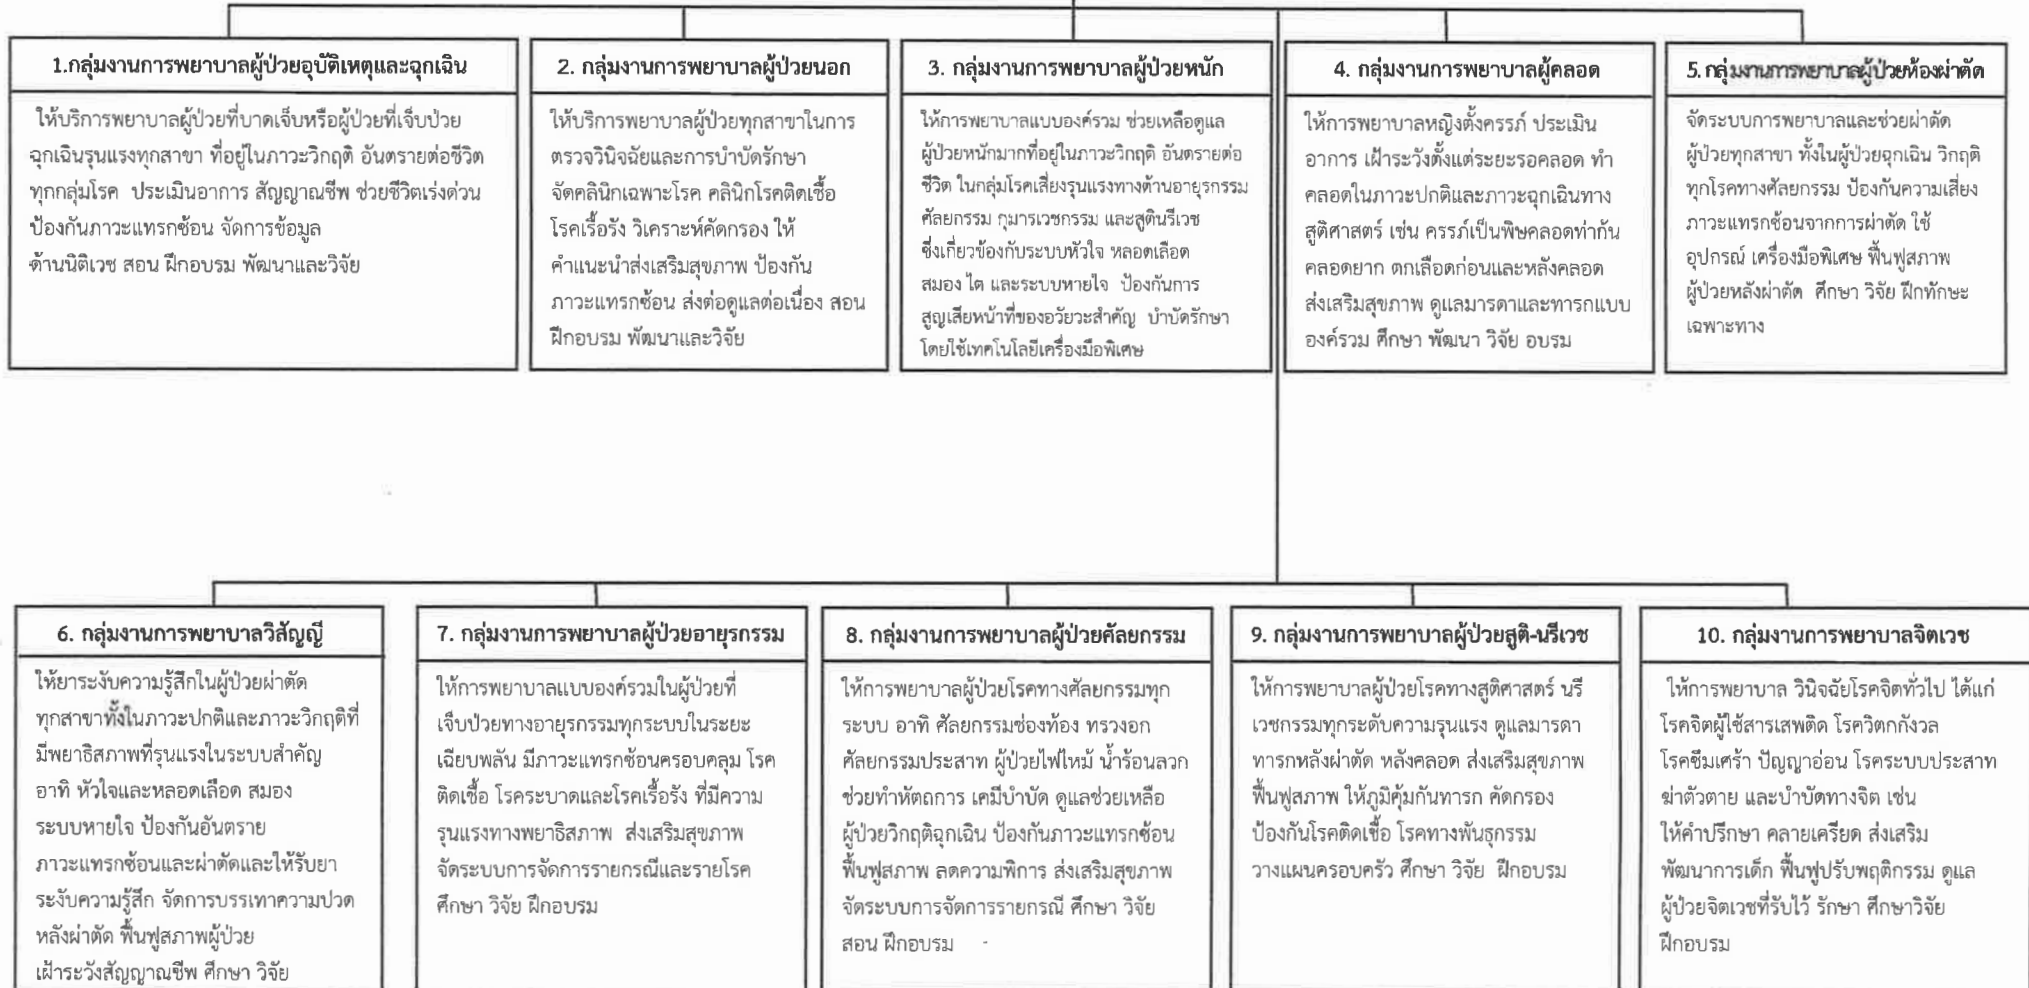 1.กลุ่มงานการพยาบาลผู้ป่วยอุบัติเหตุและฉุกเฉิน
ให้บริการพยาบาลผู้ป่วยที่บาดเจ็บหรือผู้ป่วยที่เจ็บป่วย
ฉุกเฉินรุนแรงทุกสาขา ที่อยู่ในภาวะวิกฤติ อันตรายต่อชีวิต
ทุกกลุ่มโรค ประเมินอาการ สัญญาณชีพ ช่วยชีวิตเร่งด่วน
ป้องกันภาวะแทรกซ้อน จัดการข้อมูล
ด้านนิติเวช สอน ฝึกอบรม พัฒนาและวิจัย
2. กลุ่มงานการพยาบาลผู้ป่วยนอก
ให้บริการพยาบาลผู้ป่วยทุกสาขาในการ
ตรวจวินิจฉัยและการบำบัดรักษา
จัดคลินิกเฉพาะโรค คลินิกโรคติดเชื้อ
โรคเรื้อรัง วิเคราะห์คัดกรอง ให้
คำแนะนำส่งเสริมสุขภาพ ป้องกัน
ภาวะแทรกซ้อน ส่งต่อดูแลต่อเนื่อง สอน
ฝึกอบรม พัฒนาและวิจัย
3. กลุ่มงานการพยาบาลผู้ป่วยหนัก
ให้การพยาบาลแบบองค์รวม ช่วยเหลือดูแล
ผู้ป่วยหนักมากที่อยู่ในภาวะวิกฤติ อันตรายต่อ
ชีวิต ในกลุ่มโรคเสี่ยงรุนแรงทางด้านอายุรกรรม
ศัลยกรรม กุมารเวชกรรม และสูตินรีเวช
ซึ่งเกี่ยวข้องกับระบบหัวใจ หลอดเลือด
สมอง ไต และระบบหายใจ ป้องกันการ
สูญเสียหน้าที่ของอวัยวะสำคัญ บำบัดรักษา
โดยใช้เทคโนโลยีเครื่องมือพิเศษ
4. กลุ่มงานการพยาบาลผู้คลอด
ให้การพยาบาลหญิงตั้งครรภ์ ประเมิน
อาการ เฝ้าระวังตั้งแต่ระยะรอคลอด ทำ
คลอดในภาวะปกติและภาวะฉุกเฉินทาง
สูติศาสตร์ เช่น ครรภ์เป็นพิษคลอดท่าก้น
คลอดยาก ตกเลือดก่อนและหลังคลอด
ส่งเสริมสุขภาพ ดูแลมารดาและทารกแบบ
องค์รวม ศึกษา พัฒนา วิจัย อบรม
5. กลุ่มงานการพยาบาลผู้ป่วยห้องผ่าตัด
จัดระบบการพยาบาลและช่วยผ่าตัด
ผู้ป่วยทุกสาขา ทั้งในผู้ป่วยฉุกเฉิน วิกฤติ
ทุกโรคทางศัลยกรรม ป้องกันความเสี่ยง
ภาวะแทรกซ้อนจากการผ่าตัด ใช้
อุปกรณ์ เครื่องมือพิเศษ ฟื้นฟูสภาพ
ผู้ป่วยหลังผ่าตัด ศึกษา วิจัย ฝึกทักษะ
เฉพาะทาง
6. กลุ่มงานการพยาบาลวิสัญญี
ให้ยาระงับความรู้สึกในผู้ป่วยผ่าตัด
ทุกสาขาทั้งในภาวะปกติและภาวะวิกฤติที่
มีพยาธิสภาพที่รุนแรงในระบบสำคัญ
อาทิ หัวใจและหลอดเลือด สมอง
ระบบหายใจ ป้องกันอันตราย
ภาวะแทรกซ้อนและผ่าตัดและให้รับยา
ระงับความรู้สึก จัดการบรรเทาความปวด
หลังผ่าตัด ฟื้นฟูสภาพผู้ป่วย
เฝ้าระวังสัญญาณชีพ ศึกษา วิจัย
7. กลุ่มงานการพยาบาลผู้ป่วยอายุรกรรม
ให้การพยาบาลแบบองค์รวมในผู้ป่วยที่
เจ็บป่วยทางอายุรกรรมทุกระบบในระยะ
เฉียบพลัน มีภาวะแทรกซ้อนครอบคลุม โรค
ติดเชื้อ โรคระบาดและโรคเรื้อรัง ที่มีความ
รุนแรงทางพยาธิสภาพ ส่งเสริมสุขภาพ
จัดระบบการจัดการรายกรณีและรายโรค
ศึกษา วิจัย ฝึกอบรม
8. กลุ่มงานการพยาบาลผู้ป่วยศัลยกรรม
ให้การพยาบาลผู้ป่วยโรคทางศัลยกรรมทุก
ระบบ อาทิ ศัลยกรรมช่องท้อง ทรวงอก
ศัลยกรรมประสาท ผู้ป่วยไฟไหม้ น้ำร้อนลวก
ช่วยทำหัตถการ เคมีบำบัด ดูแลช่วยเหลือ
ผู้ป่วยวิกฤติฉุกเฉิน ป้องกันภาวะแทรกซ้อน
ฟื้นฟูสภาพ ลดความพิการ ส่งเสริมสุขภาพ
จัดระบบการจัดการรายกรณี ศึกษา วิจัย
สอน ฝึกอบรม
9. กลุ่มงานการพยาบาลผู้ป่วยสูติ-นรีเวช
ให้การพยาบาลผู้ป่วยโรคทางสูติศาสตร์ นรี
เวชกรรมทุกระดับความรุนแรง ดูแลมารดา
ทารกหลังผ่าตัด หลังคลอด ส่งเสริมสุขภาพ
ฟื้นฟูสภาพ ให้ภูมิคุ้มกันทารก คัดกรอง
ป้องกันโรคติดเชื้อ โรคทางพันธุกรรม
วางแผนครอบครัว ศึกษา วิจัย ฝึกอบรม
10. กลุ่มงานการพยาบาลจิตเวช
ให้การพยาบาล วินิจฉัยโรคจิตทั่วไป ได้แก่
โรคจิตผู้ใช้สารเสพติด โรควิตกกังวล
โรคซึมเศร้า ปัญญาอ่อน โรคระบบประสาท
ฆ่าตัวตาย และบำบัดทางจิต เช่น
ให้คำปรึกษา คลายเครียด ส่งเสริม
พัฒนาการเด็ก ฟื้นฟูปรับพฤติกรรม ดูแล
ผู้ป่วยจิตเวชที่รับไว้ รักษา ศึกษาวิจัย
ฝึกอบรม